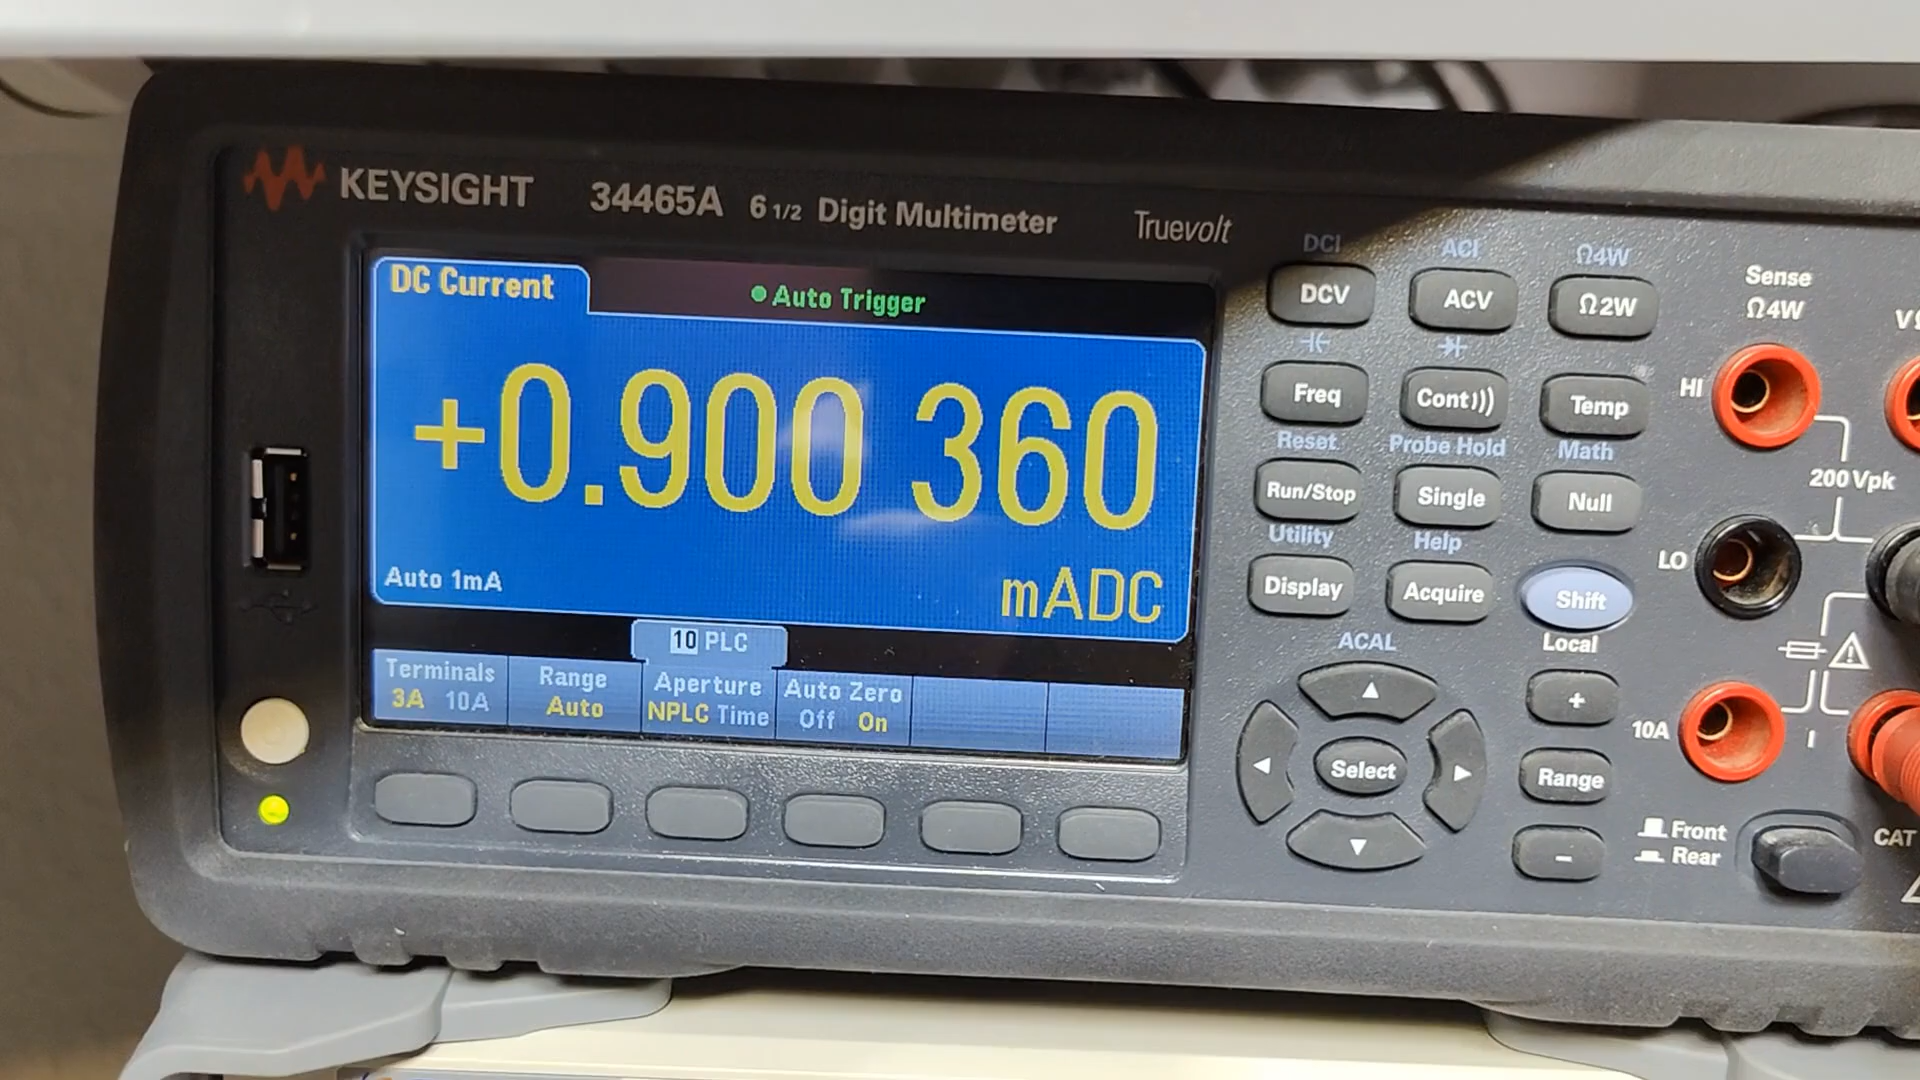 KEYSIGHT 34465A 6 1/2 Digit Multimeter Truevolt
DC Current
Auto Trigger
+0.900 360
Auto 1mA
mADC
10 PLC
Terminals
3A 10A
Range
Auto
Aperture
NPLC Time
Auto Zero
Off On
DCI
ACI
Ω4W
DCV
ACV
Ω2W
Freq
Cont)))
Temp
Reset
Probe Hold
Math
Run/Stop
Single
Null
Utility
Help
Display
Acquire
Shift
Local
ACAL
Select
+
Range
−
Sense
Ω4W
HI
200Vpk
LO
10A
I
Front
Rear
CAT